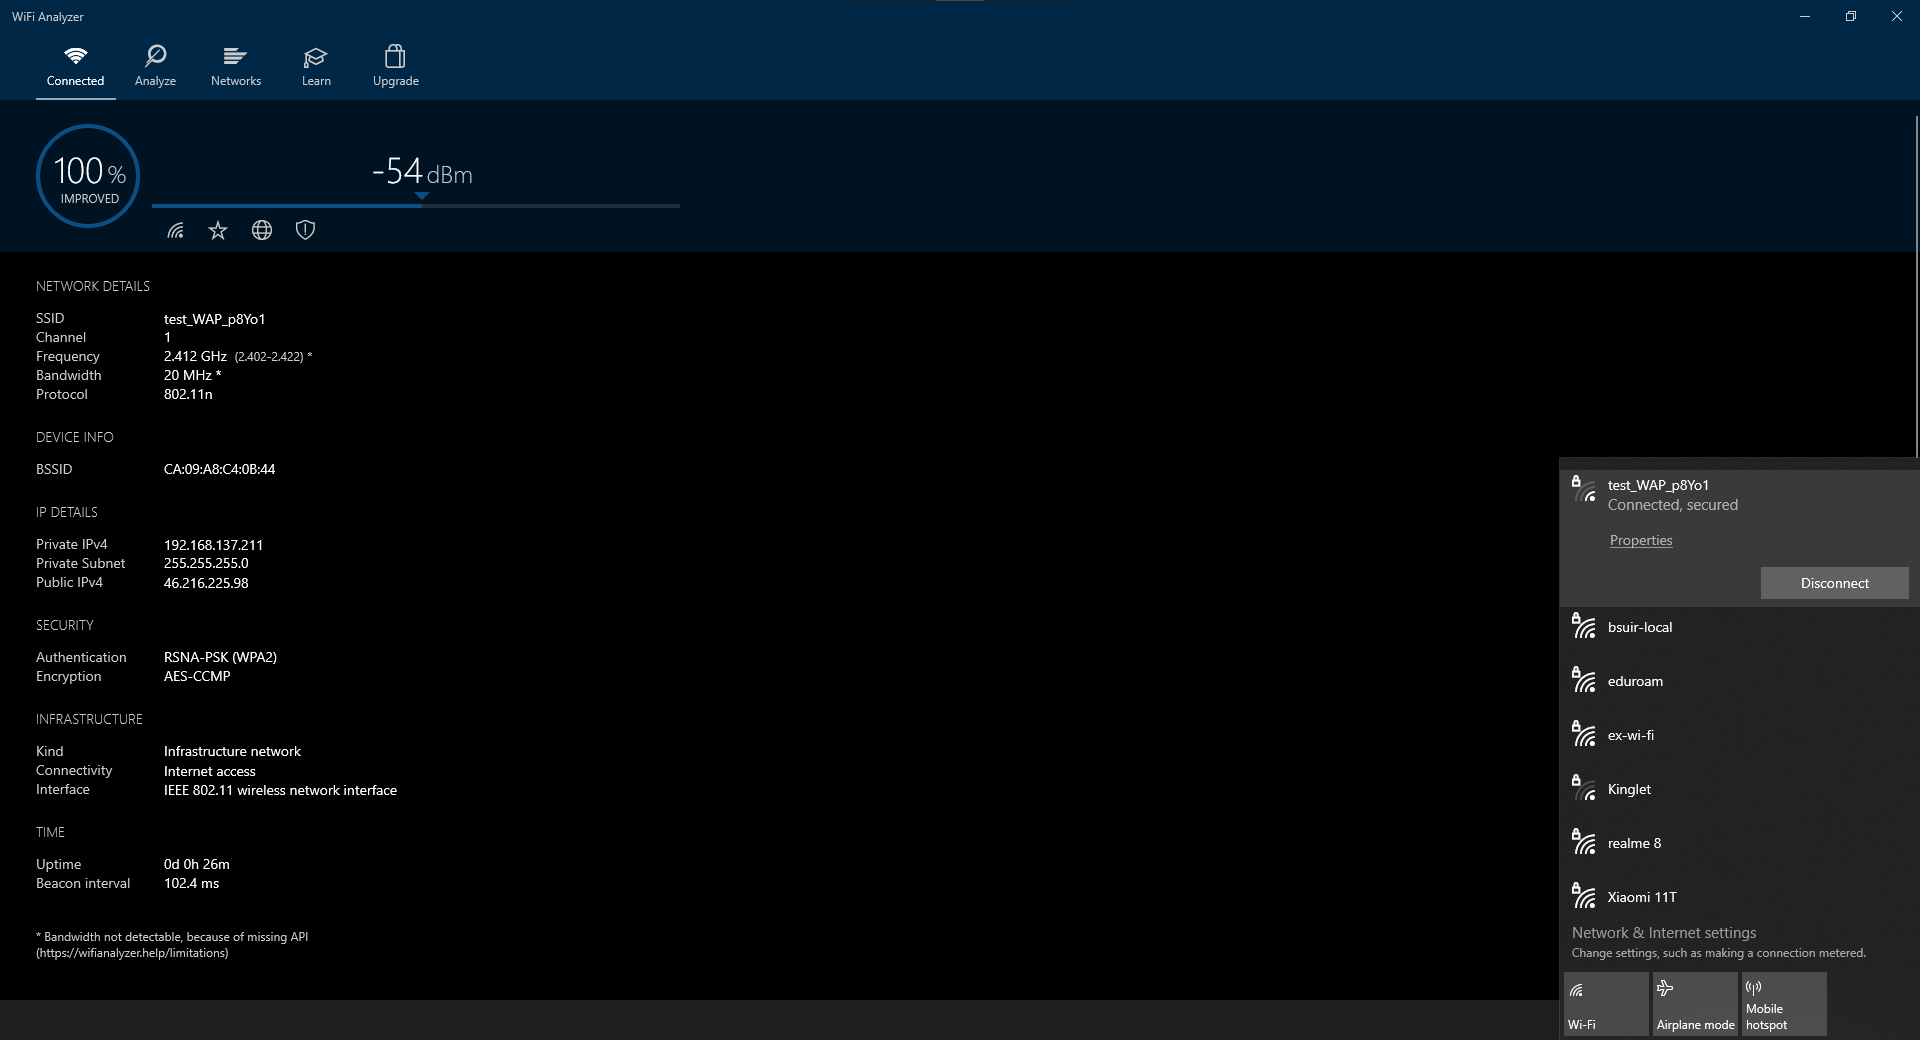 WiFi Analyzer
Connected
Analyze
Networks
Learn
Upgrade
100 %
IMPROVED
-54 dBm
NETWORK DETAILS
SSID test_WAP_p8Yo1
Channel 1
Frequency 2.412 GHz (2.402-2.422) *
Bandwidth 20 MHz *
Protocol 802.11n
DEVICE INFO
BSSID CA:09:A8:C4:0B:44
IP DETAILS
Private IPv4 192.168.137.211
Private Subnet 255.255.255.0
Public IPv4 46.216.225.98
SECURITY
Authentication RSNA-PSK (WPA2)
Encryption AES-CCMP
INFRASTRUCTURE
Kind Infrastructure network
Connectivity Internet access
Interface IEEE 802.11 wireless network interface
TIME
Uptime 0d 0h 26m
Beacon interval 102.4 ms
* Bandwidth not detectable, because of missing API
(https://wifianalyzer.help/limitations)
test_WAP_p8Yo1
Connected, secured
Properties
Disconnect
bsuir-local
eduroam
ex-wi-fi
Kinglet
realme 8
Xiaomi 11T
Network & Internet settings
Change settings, such as making a connection metered.
Wi-Fi
Airplane mode
Mobile
hotspot